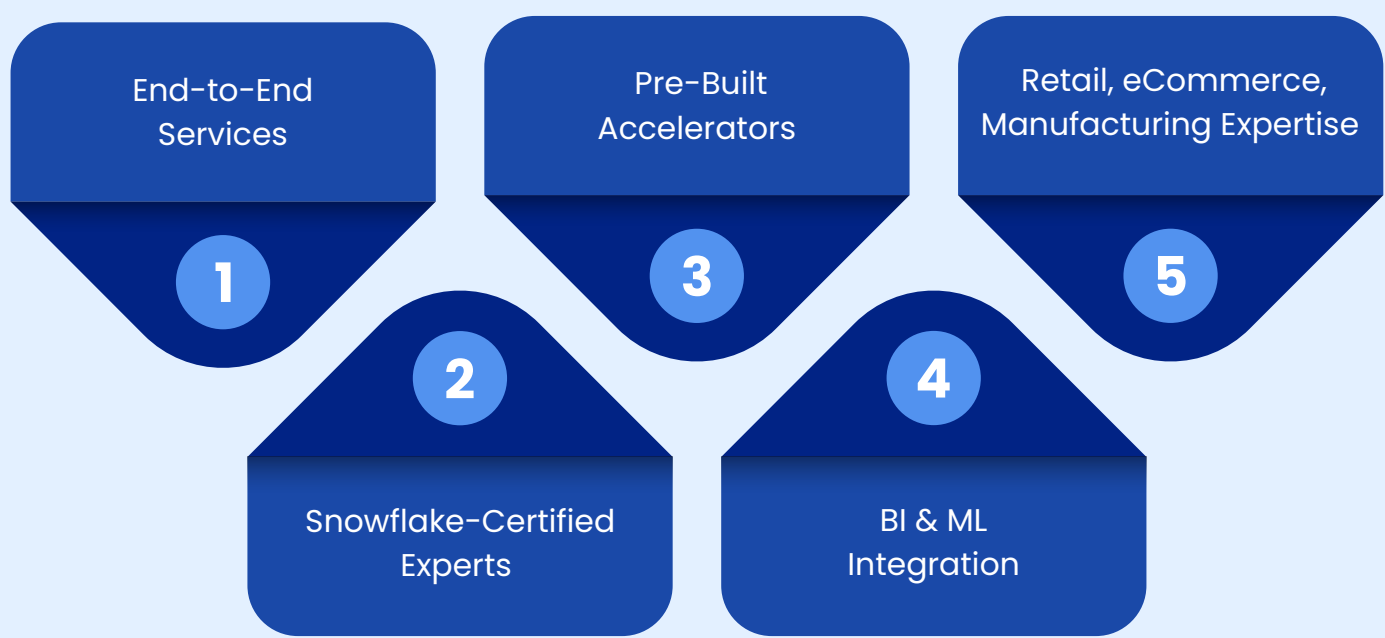 End-to-End
Services
1
2
Snowflake-Certified
Experts
Pre-Built
Accelerators
3
4
BI & ML
Integration
Retail, eCommerce,
Manufacturing Expertise
5